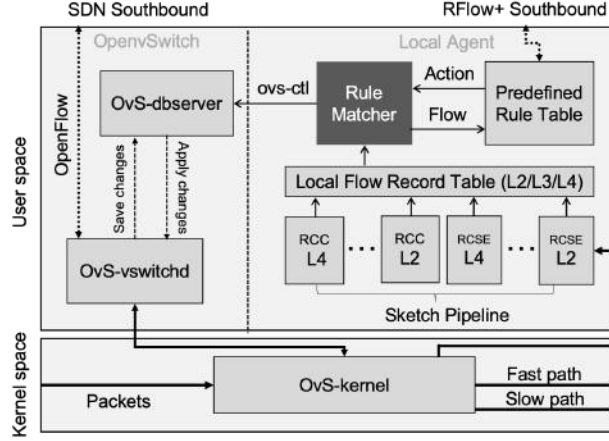 SDN Southbound
RFlow+ Southbound
OpenvSwitch
Local Agent
User space
OpenFlow
OvS-dbserver
ovs-ctl
Rule
Matcher
Action
Flow
Predefined
Rule Table
Save changes
Apply changes
Local Flow Record Table (L2/L3/L4)
RCC
L4
RCC
L2
RCSE
L4
RCSE
L2
OvS-vswitchd
Sketch Pipeline
Kernel space
Packets
OvS-kernel
Fast path
Slow path